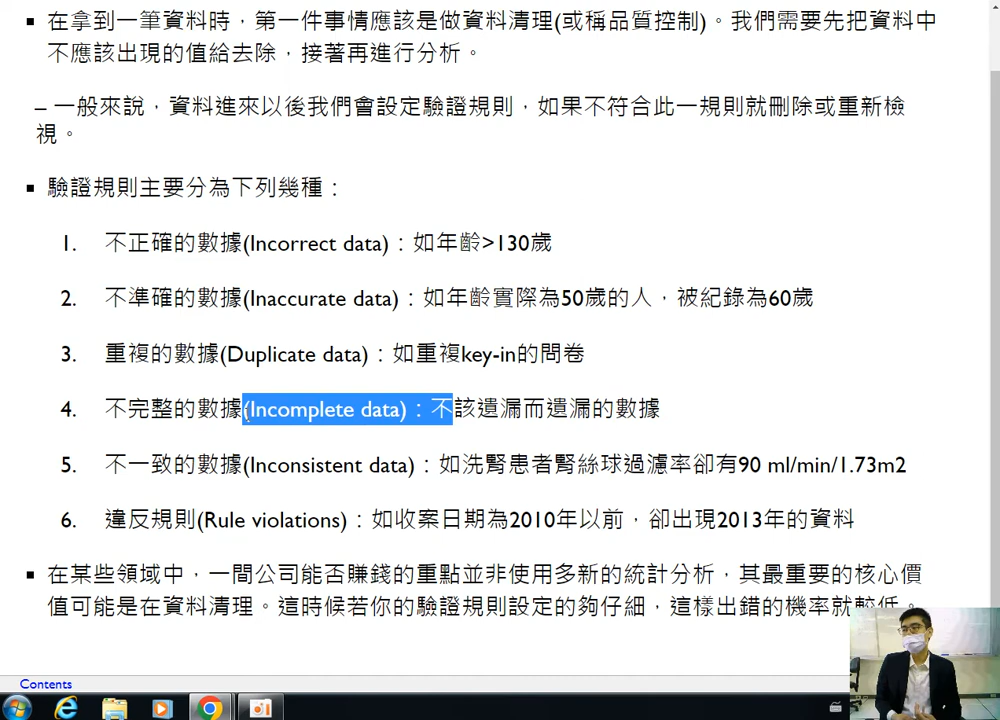 ▪ 在拿到一筆資料時，第一件事情應該是做資料清理(或稱品質控制)。我們需要先把資料中
不應該出現的值給去除，接著再進行分析。
– 一般來說，資料進來以後我們會設定驗證規則，如果不符合此一規則就刪除或重新檢
視。
▪ 驗證規則主要分為下列幾種：
1. 不正確的數據(Incorrect data)：如年齡>130歲
2. 不準確的數據(Inaccurate data)：如年齡實際為50歲的人，被紀錄為60歲
3. 重複的數據(Duplicate data)：如重複key-in的問卷
4. 不完整的數據(Incomplete data)：不該遺漏而遺漏的數據
5. 不一致的數據(Inconsistent data)：如洗腎患者腎絲球過濾率卻有90 ml/min/1.73m2
6. 違反規則(Rule violations)：如收案日期為2010年以前，卻出現2013年的資料
▪ 在某些領域中，一間公司能否賺錢的重點並非使用多新的統計分析，其最重要的核心價
值可能是在資料清理。這時候若你的驗證規則設定的夠仔細，這樣出錯的機率就較低。
Contents